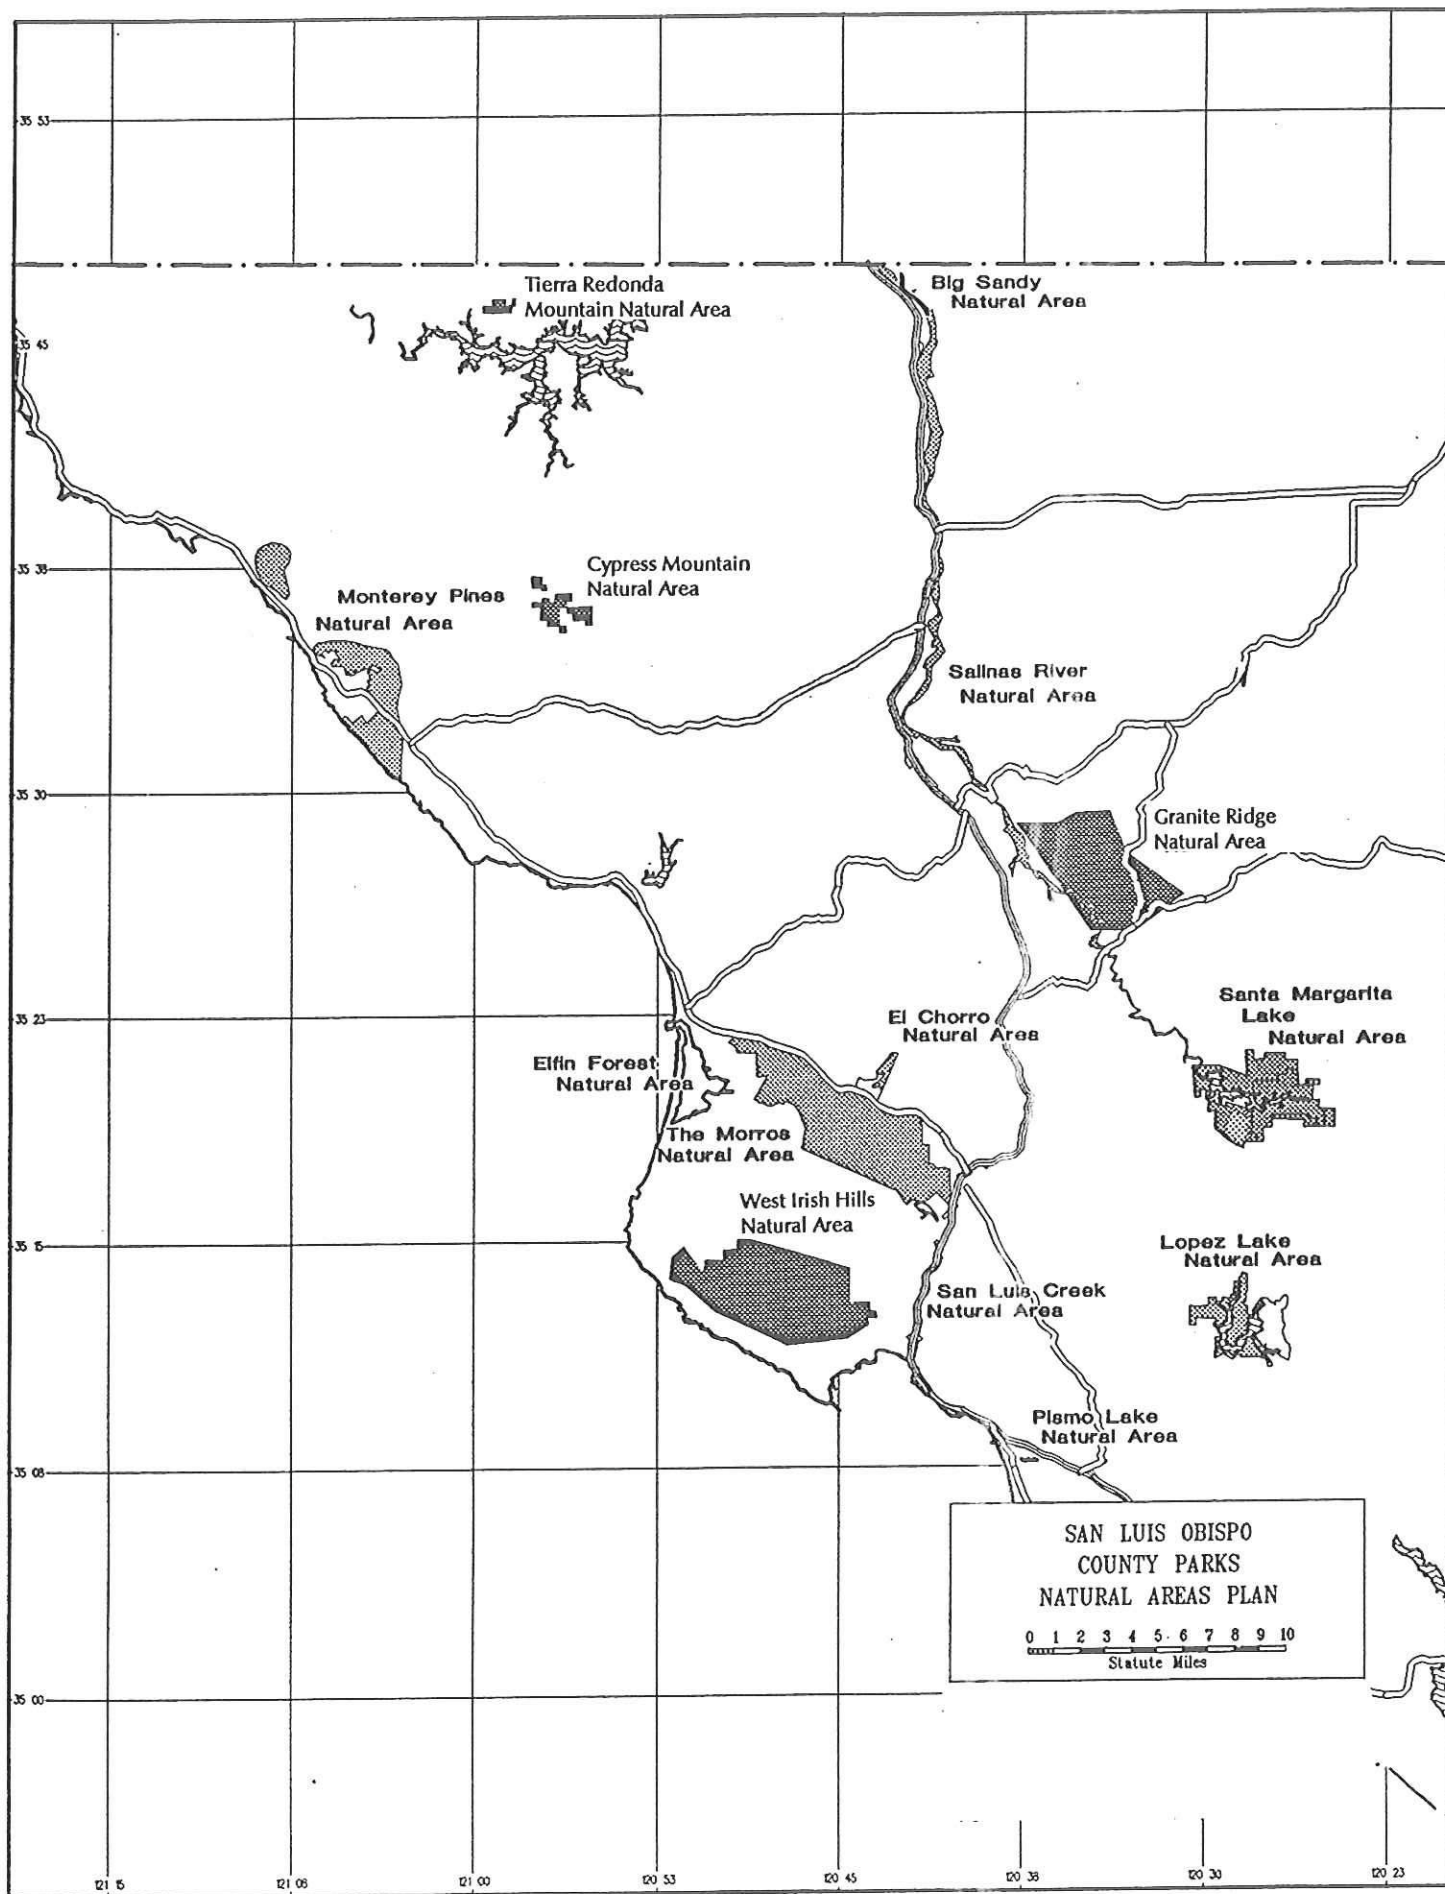 35 53
Tierra Redonda
Mountain Natural Area
Big Sandy
Natural Area
35 45
35 38
Cypress Mountain
Natural Area
Monterey Pines
Natural Area
Salinas River
Natural Area
35 30
Granite Ridge
Natural Area
35 23
Santa Margarita
Lake
Natural Area
El Chorro
Natural Area
Elfin Forest
Natural Area
The Morros
Natural Area
West Irish Hills
Natural Area
35 15
Lopez Lake
Natural Area
San Luis Creek
Natural Area
Pismo Lake
Natural Area
35 08
SAN LUIS OBISPO
COUNTY PARKS
NATURAL AREAS PLAN
0 1 2 3 4 5 6 7 8 9 10
Statute Miles
35 00
121 15 121 08 121 00 120 53 120 45 120 38 120 30 120 23